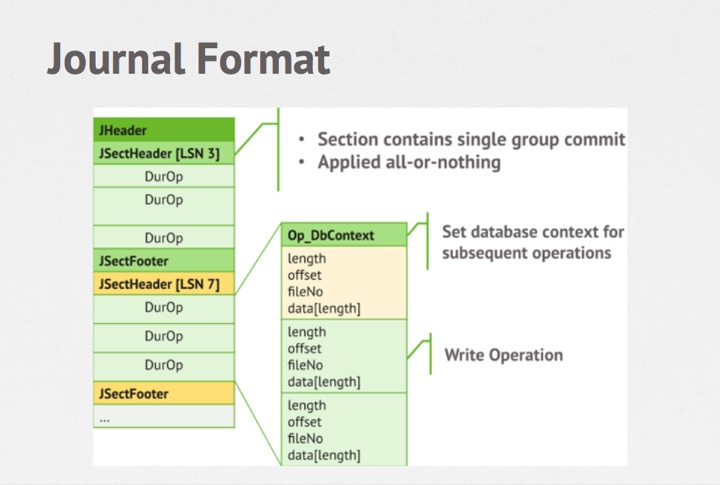 Journal Format
JHeader
JSectHeader [LSN 3]
DurOp
DurOp
DurOp
JSectFooter
JSectHeader [LSN 7]
DurOp
DurOp
DurOp
JSectFooter
...
• Section contains single group commit
• Applied all-or-nothing
Op_DbContext
length
offset
fileNo
data[length]
length
offset
fileNo
data[length]
length
offset
fileNo
data[length]
Set database context for
subsequent operations
Write Operation